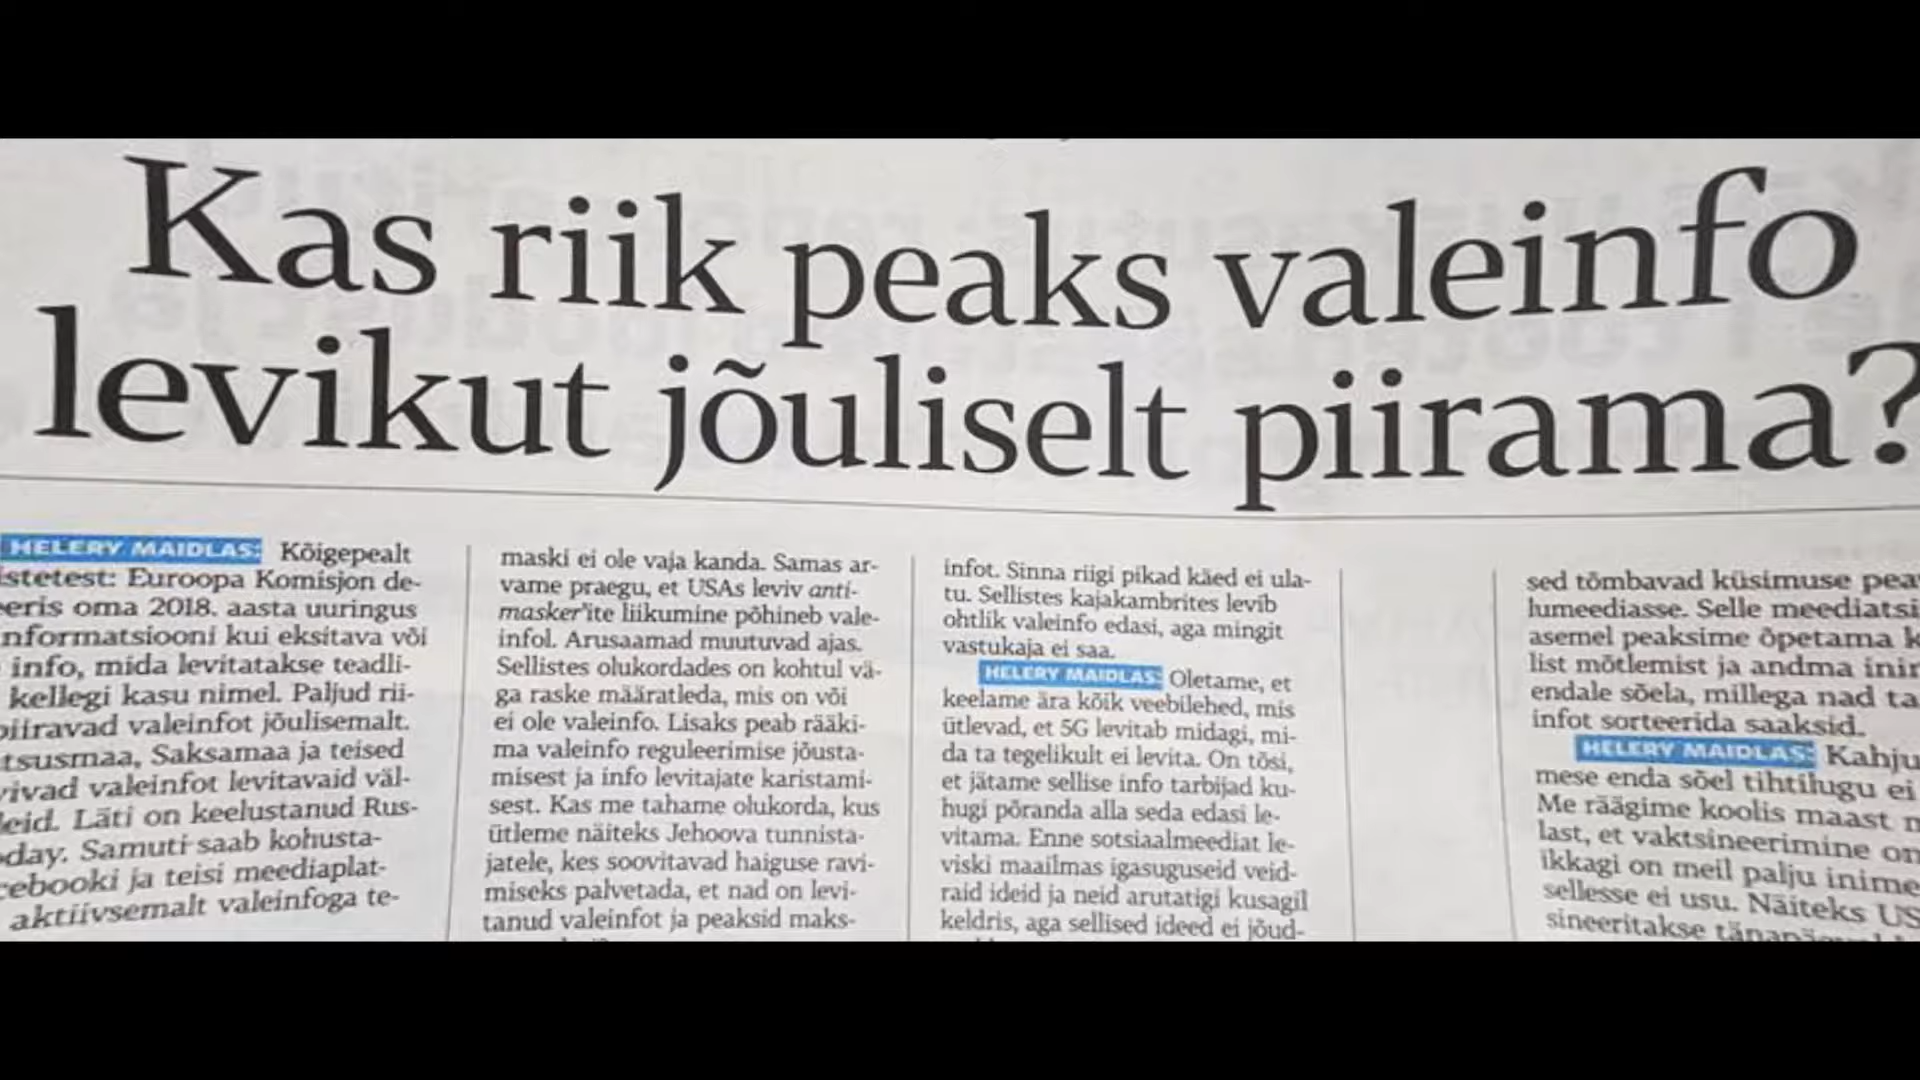 Kas riik peaks valeinfo
levikut jõuliselt piirama?
HELERY MAIDLAS: Kõigepealt
istetest: Euroopa Komisjon de-
eris oma 2018. aasta uuringus
nformatsiooni kui eksitava või
info, mida levitatakse teadli-
kellegi kasu nimel. Paljud rii-
piiravad valeinfot jõulisemalt.
tsusmaa, Saksamaa ja teised
vivad valeinfot levitavaid väl-
leid. Läti on keelustanud Rus-
day. Samuti saab kohusta-
cebooki ja teisi meediaplat-
aktiivsemalt valeinfoga te-
maski ei ole vaja kanda. Samas ar-
vame praegu, et USAs leviv anti-
masker'ite liikumine põhineb vale-
infol. Arusaamad muutuvad ajas.
Sellistes olukordades on kohtul vä-
ga raske määratleda, mis on või
ei ole valeinfo. Lisaks peab rääki-
ma valeinfo reguleerimise jõusta-
misest ja info levitajate karistami-
sest. Kas me tahame olukorda, kus
ütleme näiteks Jehoova tunnista-
jatele, kes soovitavad haiguse ravi-
miseks palvetada, et nad on levi-
tanud valeinfot ja peaksid maks-
infot. Sinna riigi pikad käed ei ula-
tu. Sellistes kajakambrites levib
ohtlik valeinfo edasi, aga mingit
vastukaja ei saa.
HELERY MAIDLAS: Oletame, et
keelame ära kõik veebilehed, mis
ütlevad, et 5G levitab midagi, mi-
da ta tegelikult ei levita. On tõsi,
et jätame sellise info tarbijad ku-
hugi põranda alla seda edasi le-
vitama. Enne sotsiaalmeediat le-
viski maailmas igasuguseid veid-
raid ideid ja neid arutatigi kusagil
keldris, aga sellised ideed ei jõud-
sed tõmbavad küsimuse pea
lumeediasse. Selle meediatsi
asemel peaksime õpetama k
list mõtlemist ja andma inir
endale sõela, millega nad ta
infot sorteerida saaksid.
HELERY MAIDLAS: Kahju
mese enda sõel tihtilugu ei
Me räägime koolis maast m
last, et vaktsineerimine on
ikkagi on meil palju inime
sellesse ei usu. Näiteks US
sineeritakse